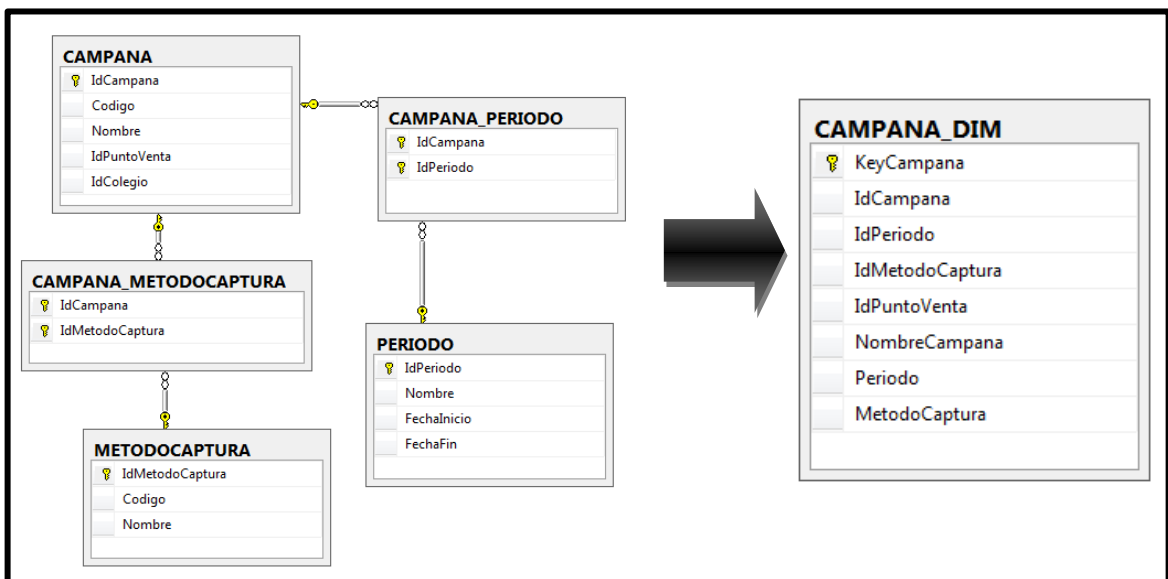 CAMPANA
IdCampana
Codigo
Nombre
IdPuntoVenta
IdColegio
CAMPANA_PERIODO
IdCampana
IdPeriodo
CAMPANA_METODOCAPTURA
IdCampana
IdMetodoCaptura
PERIODO
IdPeriodo
Nombre
FechaInicio
FechaFin
METODOCAPTURA
IdMetodoCaptura
Codigo
Nombre
CAMPANA_DIM
KeyCampana
IdCampana
IdPeriodo
IdMetodoCaptura
IdPuntoVenta
NombreCampana
Periodo
MetodoCaptura